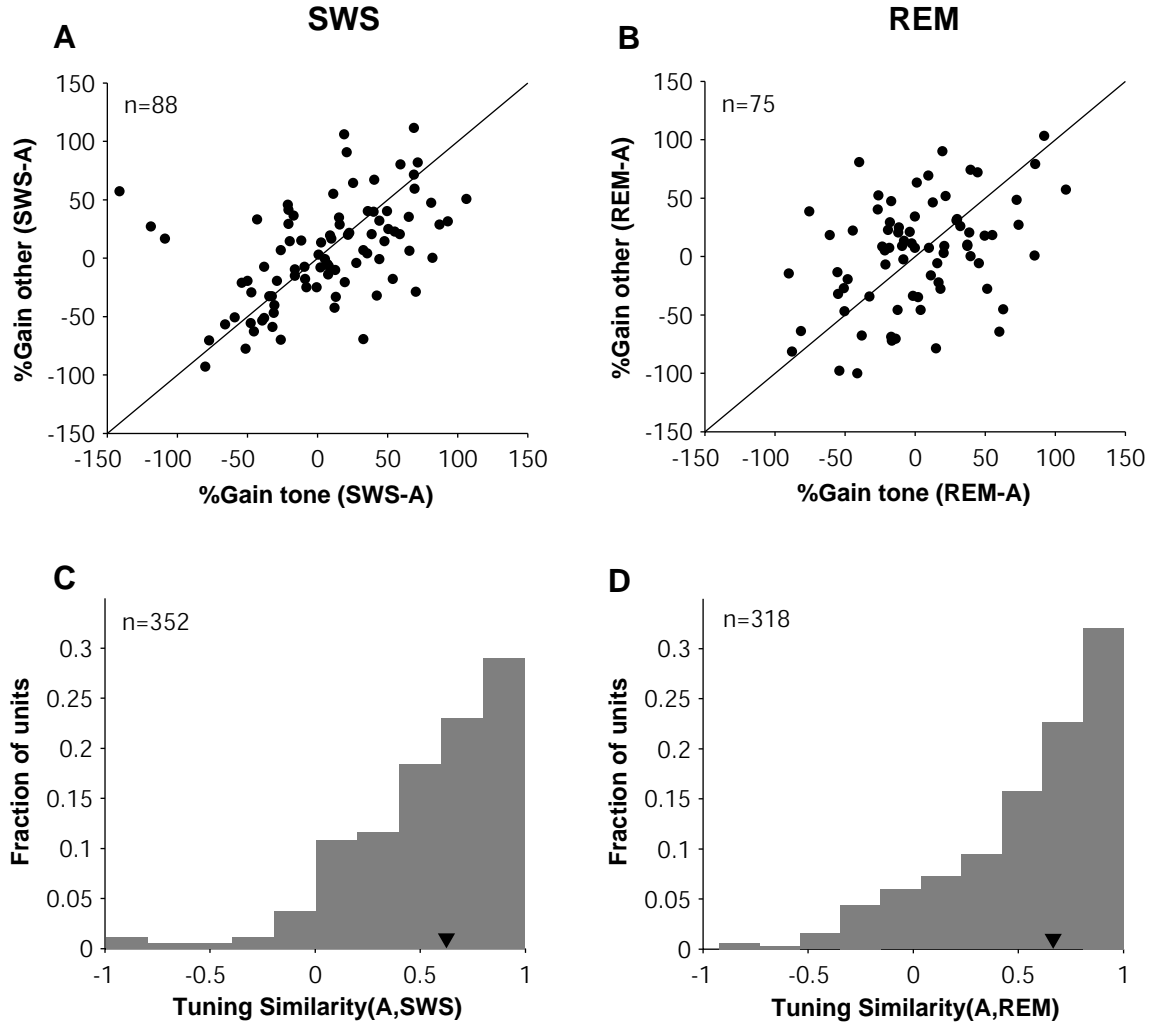 SWS
REM
A
B
n=88
n=75
%Gain other (SWS-A)
150
100
50
0
-50
-100
-150
-150 -100 -50 0 50 100 150
%Gain tone (SWS-A)
%Gain other (REM-A)
150
100
50
0
-50
-100
-150
-150 -100 -50 0 50 100 150
%Gain tone (REM-A)
C
D
n=352
n=318
Fraction of units
0.3
0.25
0.2
0.15
0.1
0.05
0
-1 -0.5 0 0.5 1
Tuning Similarity(A,SWS)
Fraction of units
0.3
0.25
0.2
0.15
0.1
0.05
0
-1 -0.5 0 0.5 1
Tuning Similarity(A,REM)